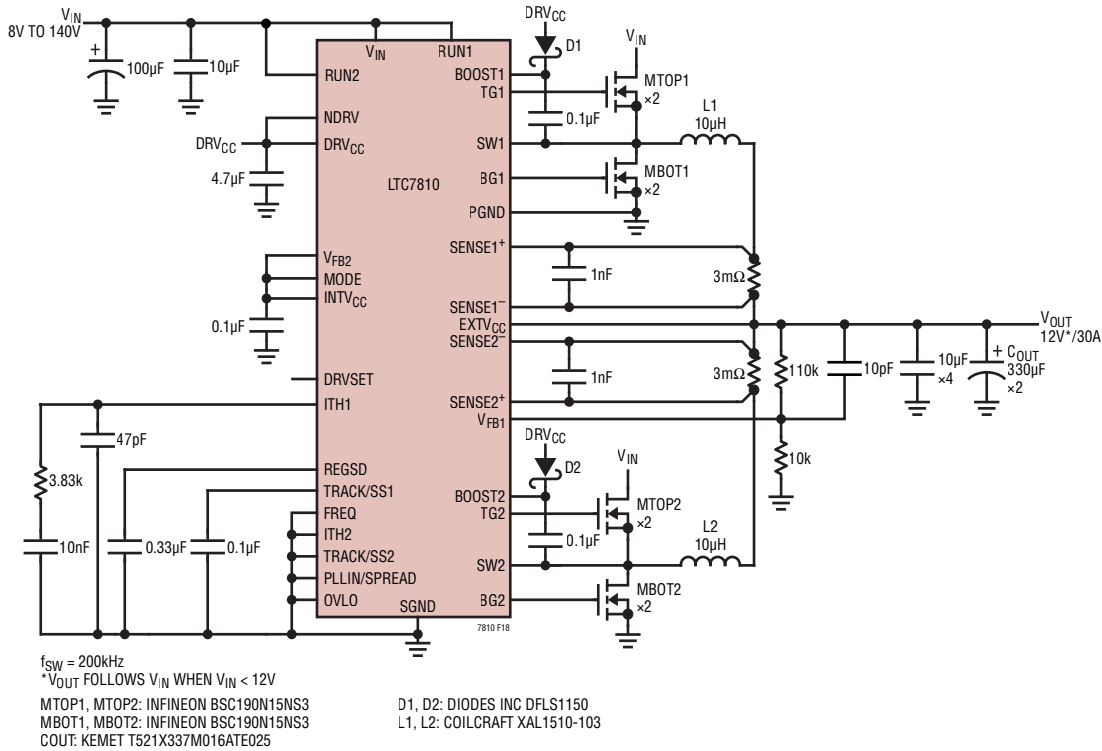 VIN
8V TO 140V
100µF
10µF
VIN
RUN1
RUN2
NDRV
DRVCC
DRVCC
4.7µF
LTC7810
VFB2
MODE
INTVCC
0.1µF
DRVSET
ITH1
47pF
3.83k
REGSD
TRACK/SS1
FREQ
10nF
0.33µF
0.1µF
ITH2
TRACK/SS2
PLLIN/SPREAD
OVLO
SGND
DRVCC
D1
BOOST1
TG1
0.1µF
VIN
MTOP1
×2
L1
10µH
SW1
BG1
MBOT1
×2
PGND
SENSE1+
1nF
3mΩ
SENSE1−
EXTVCC
SENSE2−
1nF
3mΩ
SENSE2+
VFB1
110k
10pF
10µF
×4
+ COUT
330µF
×2
VOUT
12V*/30A
10k
DRVCC
D2
BOOST2
TG2
0.1µF
VIN
MTOP2
×2
L2
10µH
SW2
BG2
MBOT2
×2
7810 F18
fSW = 200kHz
*VOUT FOLLOWS VIN WHEN VIN < 12V
MTOP1, MTOP2: INFINEON BSC190N15NS3
MBOT1, MBOT2: INFINEON BSC190N15NS3
COUT: KEMET T521X337M016ATE025
D1, D2: DIODES INC DFLS1150
L1, L2: COILCRAFT XAL1510-103